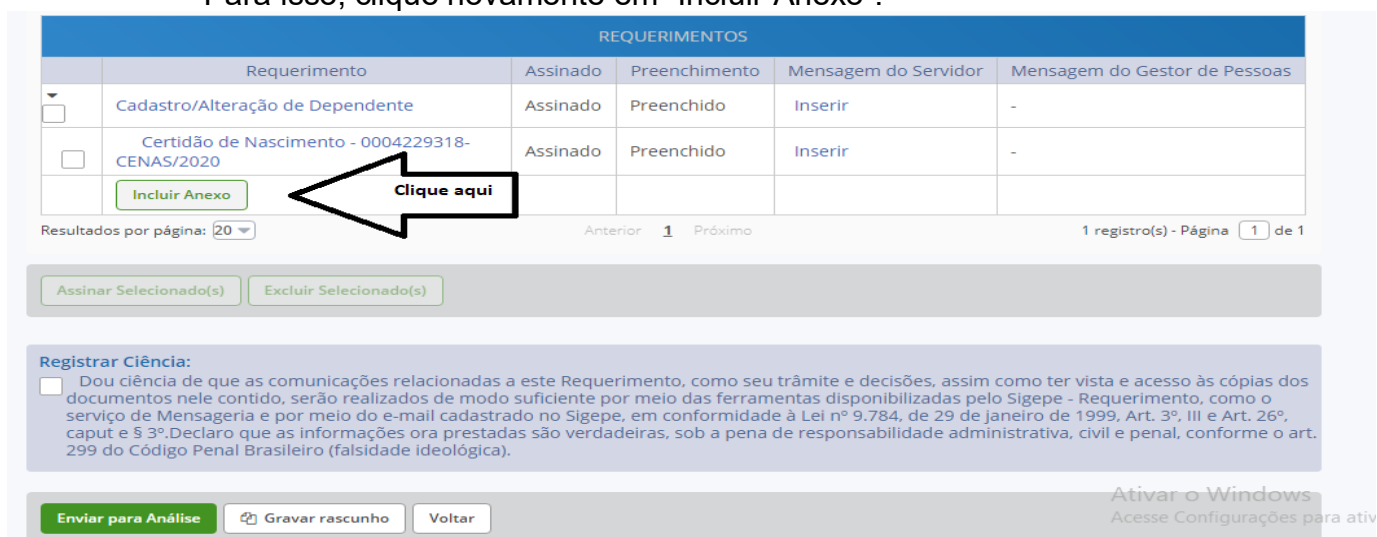 Para isso, clique novamente em "Incluir Anexo".
REQUERIMENTOS
Requerimento Assinado Preenchimento Mensagem do Servidor Mensagem do Gestor de Pessoas
Cadastro/Alteração de Dependente Assinado Preenchido Inserir -
Certidão de Nascimento - 0004229318-
CENAS/2020 Assinado Preenchido Inserir -
Incluir Anexo Clique aqui
Resultados por página: 20 Anterior 1 Próximo 1 registro(s) - Página 1 de 1
Assinar Selecionado(s) Excluir Selecionado(s)
Registrar Ciência:
Dou ciência de que as comunicações relacionadas a este Requerimento, como seu trâmite e decisões, assim como ter vista e acesso às cópias dos
documentos nele contido, serão realizados de modo suficiente por meio das ferramentas disponibilizadas pelo Sigepe - Requerimento, como o
serviço de Mensageria e por meio do e-mail cadastrado no Sigepe, em conformidade à Lei nº 9.784, de 29 de janeiro de 1999, Art. 3º, III e Art. 26º,
caput e § 3º.Declaro que as informações ora prestadas são verdadeiras, sob a pena de responsabilidade administrativa, civil e penal, conforme o art.
299 do Código Penal Brasileiro (falsidade ideológica).
Ativar o Windows
Enviar para Análise Gravar rascunho Voltar Acesse Configurações para ativ